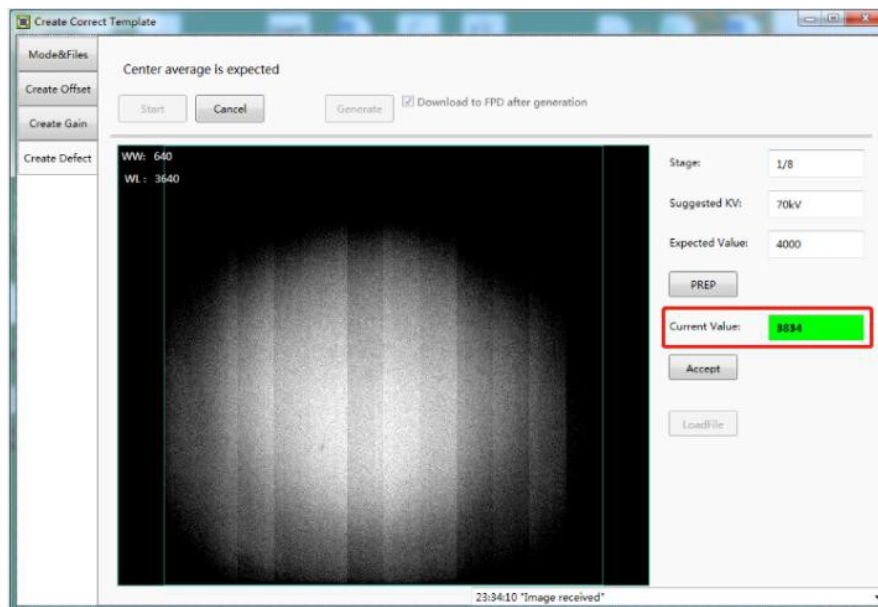 Create Correct Template
Mode&Files
Create Offset
Create Gain
Create Defect
Center average is expected
Start
Cancel
Generate
Download to FPD after generation
WW: 640
WL: 3640
Stage: 1/8
Suggested KV: 70kV
Expected Value: 4000
PREP
Current Value: 3834
Accept
LoadFile
23:34:10 "Image received"